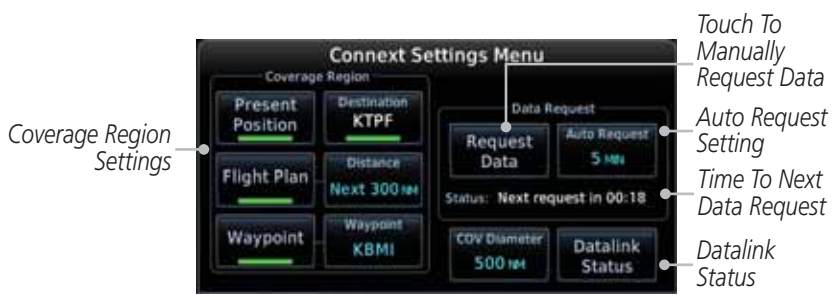 Connext Settings Menu
Coverage Region
Present
Position
Destination
KTPF
Flight Plan
Distance
Next 300 NM
Waypoint
Waypoint
KBMI
Data Request
Request
Data
Auto Request
5 MIN
Status: Next request in 00:18
COV Diameter
500 NM
Datalink
Status
Coverage Region
Settings
Touch To
Manually
Request Data
Auto Request
Setting
Time To Next
Data Request
Datalink
Status